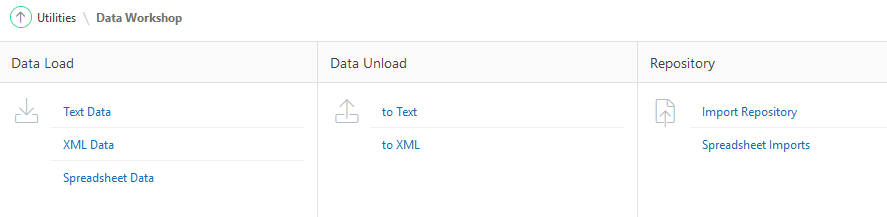 Utilities \ Data Workshop
Data Load
Text Data
XML Data
Spreadsheet Data
Data Unload
to Text
to XML
Repository
Import Repository
Spreadsheet Imports